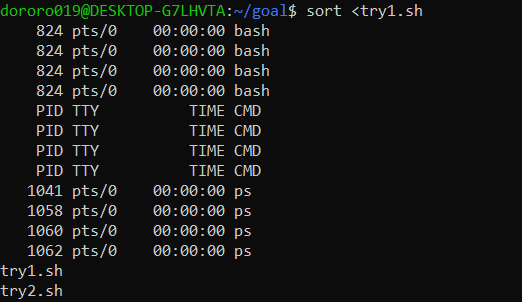 dororo019@DESKTOP-G7LHVTA:~/goal$ sort <try1.sh
    824 pts/0    00:00:00 bash
    824 pts/0    00:00:00 bash
    824 pts/0    00:00:00 bash
    824 pts/0    00:00:00 bash
    PID TTY          TIME CMD
    PID TTY          TIME CMD
    PID TTY          TIME CMD
    PID TTY          TIME CMD
   1041 pts/0    00:00:00 ps
   1058 pts/0    00:00:00 ps
   1060 pts/0    00:00:00 ps
   1062 pts/0    00:00:00 ps
try1.sh
try2.sh